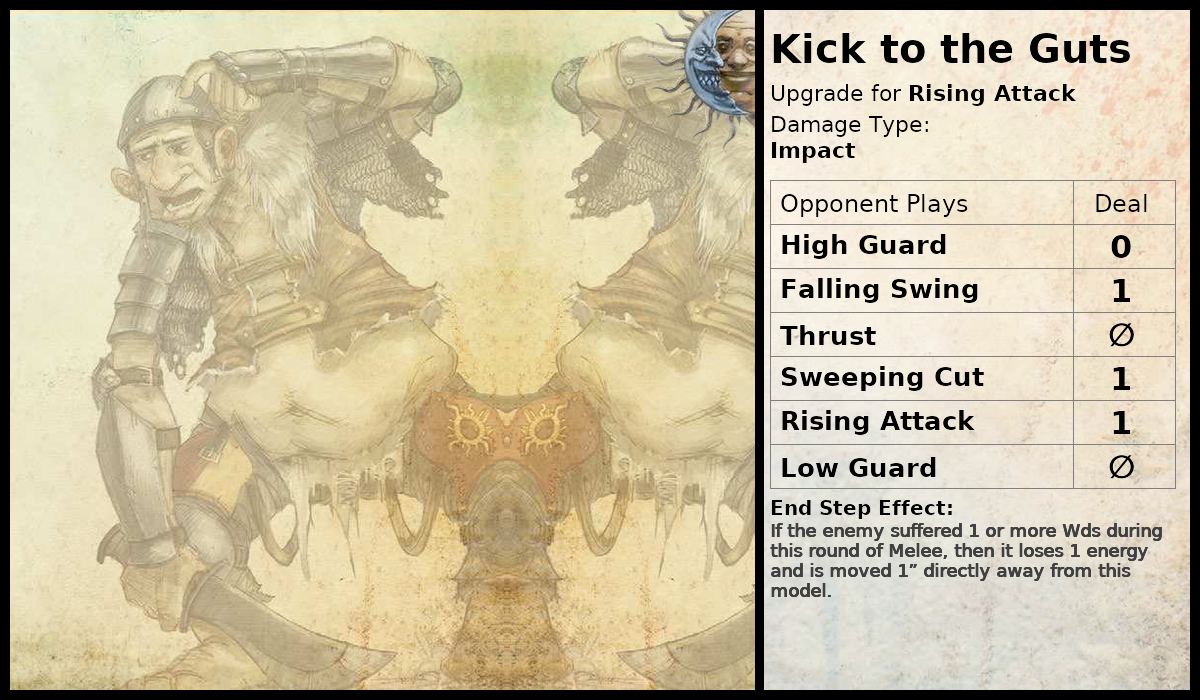 Kick to the Guts
Upgrade for Rising Attack
Damage Type:
Impact
Opponent Plays Deal
High Guard 0
Falling Swing 1
Thrust ∅
Sweeping Cut 1
Rising Attack 1
Low Guard ∅
End Step Effect:
If the enemy suffered 1 or more Wds during
this round of Melee, then it loses 1 energy
and is moved 1” directly away from this
model.